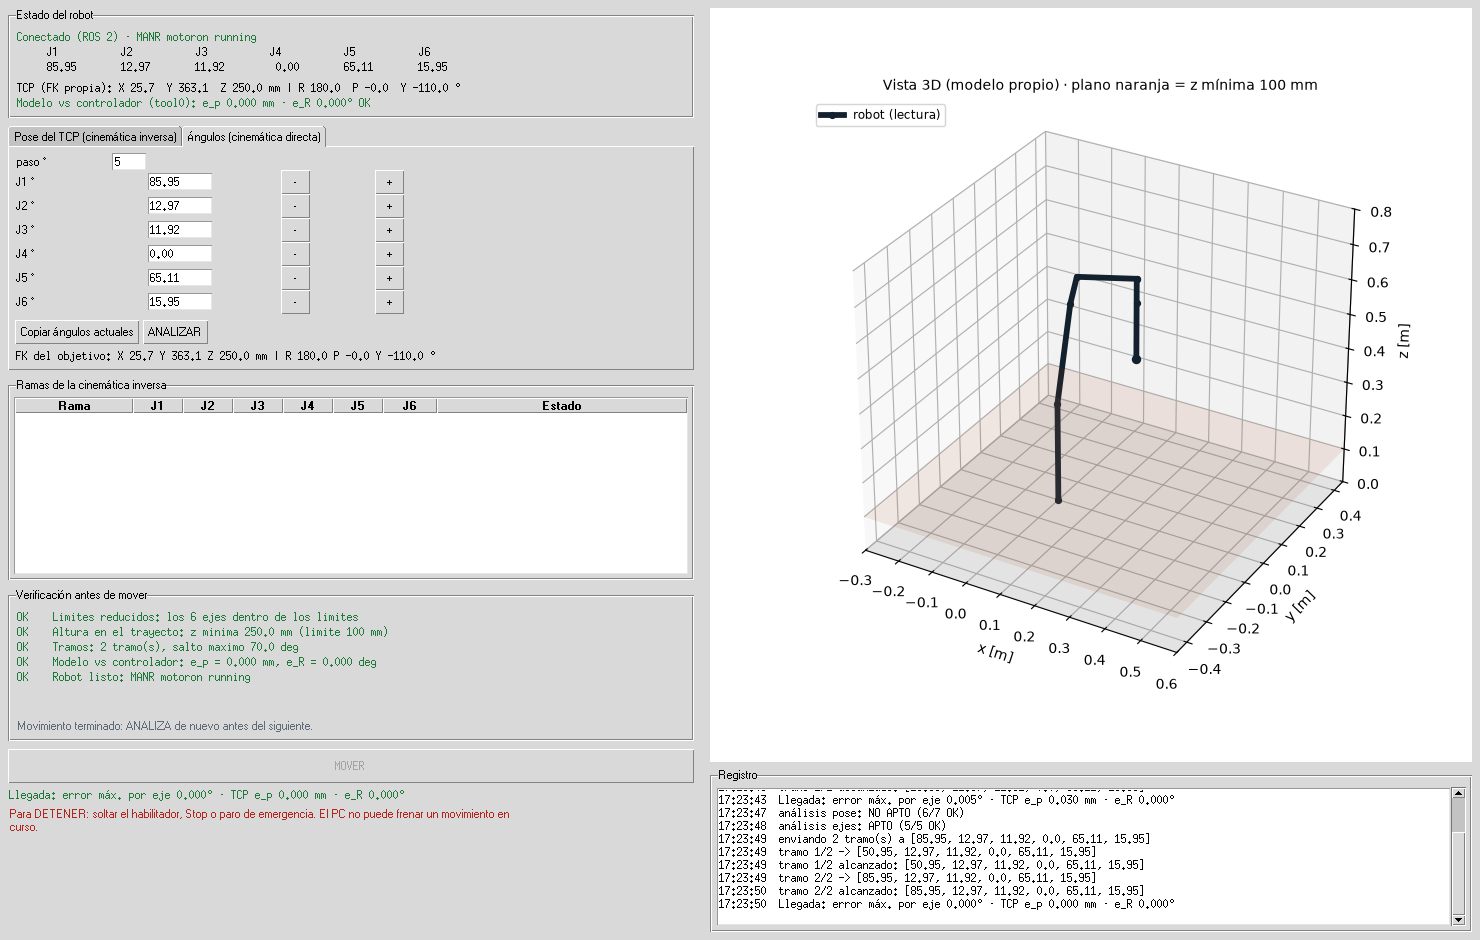 Estado del robot
Conectado (ROS 2) · MANR motoron running
J1 J2 J3 J4 J5 J6
85.95 12.97 11.92 0.00 65.11 15.95
TCP (FK propia): X 25.7 Y 363.1 Z 250.0 mm | R 180.0 P -0.0 Y -110.0 °
Modelo vs controlador (tool0): e_p 0.000 mm · e_R 0.000° OK
Pose del TCP (cinemática inversa) Ángulos (cinemática directa)
paso ° 5
J1 ° 85.95 - +
J2 ° 12.97 - +
J3 ° 11.92 - +
J4 ° 0.00 - +
J5 ° 65.11 - +
J6 ° 15.95 - +
Copiar ángulos actuales ANALIZAR
FK del objetivo: X 25.7 Y 363.1 Z 250.0 mm | R 180.0 P -0.0 Y -110.0 °
Ramas de la cinemática inversa
Rama J1 J2 J3 J4 J5 J6 Estado
Verificación antes de mover
OK Limites reducidos: los 6 ejes dentro de los limites
OK Altura en el trayecto: z minima 250.0 mm (limite 100 mm)
OK Tramos: 2 tramo(s), salto maximo 70.0 deg
OK Modelo vs controlador: e_p = 0.000 mm, e_R = 0.000 deg
OK Robot listo: MANR motoron running
Movimiento terminado: ANALIZA de nuevo antes del siguiente.
MOVER
Llegada: error máx. por eje 0.000° · TCP e_p 0.000 mm · e_R 0.000°
Para DETENER: soltar el habilitador, Stop o paro de emergencia. El PC no puede frenar un movimiento en
curso.
Vista 3D (modelo propio) · plano naranja = z mínima 100 mm
robot (lectura)
0.8
0.7
0.6
0.5
0.4
0.3
0.2
0.1
0.0
z [m]
0.4
0.3
0.2
0.1
0.0
−0.1
−0.2
−0.3
−0.4
y [m]
−0.3
−0.2
−0.1
0.0
0.1
0.2
0.3
0.4
0.5
0.6
x [m]
Registro
17:23:43 Llegada: error máx. por eje 0.005° · TCP e_p 0.030 mm · e_R 0.000°
17:23:47 análisis pose: NO APTO (6/7 OK)
17:23:48 análisis ejes: APTO (5/5 OK)
17:23:49 enviando 2 tramo(s) a [85.95, 12.97, 11.92, 0.0, 65.11, 15.95]
17:23:49 tramo 1/2 -> [50.95, 12.97, 11.92, 0.0, 65.11, 15.95]
17:23:49 tramo 1/2 alcanzado: [50.95, 12.97, 11.92, 0.0, 65.11, 15.95]
17:23:49 tramo 2/2 -> [85.95, 12.97, 11.92, 0.0, 65.11, 15.95]
17:23:50 tramo 2/2 alcanzado: [85.95, 12.97, 11.92, 0.0, 65.11, 15.95]
17:23:50 Llegada: error máx. por eje 0.000° · TCP e_p 0.000 mm · e_R 0.000°